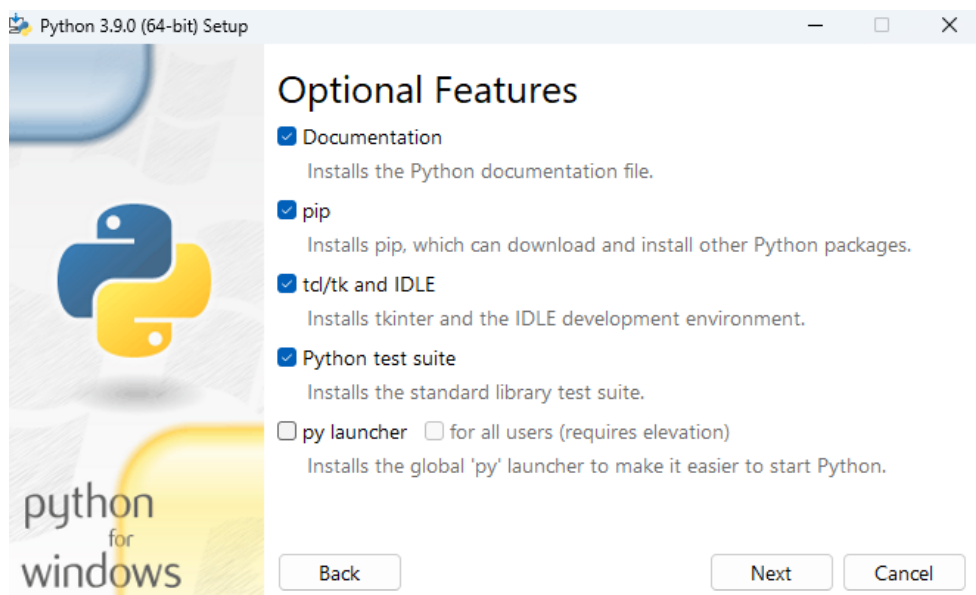 Python 3.9.0 (64-bit) Setup
Optional Features
Documentation
Installs the Python documentation file.
pip
Installs pip, which can download and install other Python packages.
tcl/tk and IDLE
Installs tkinter and the IDLE development environment.
Python test suite
Installs the standard library test suite.
py launcher for all users (requires elevation)
Installs the global 'py' launcher to make it easier to start Python.
python
for
windows
Back Next Cancel